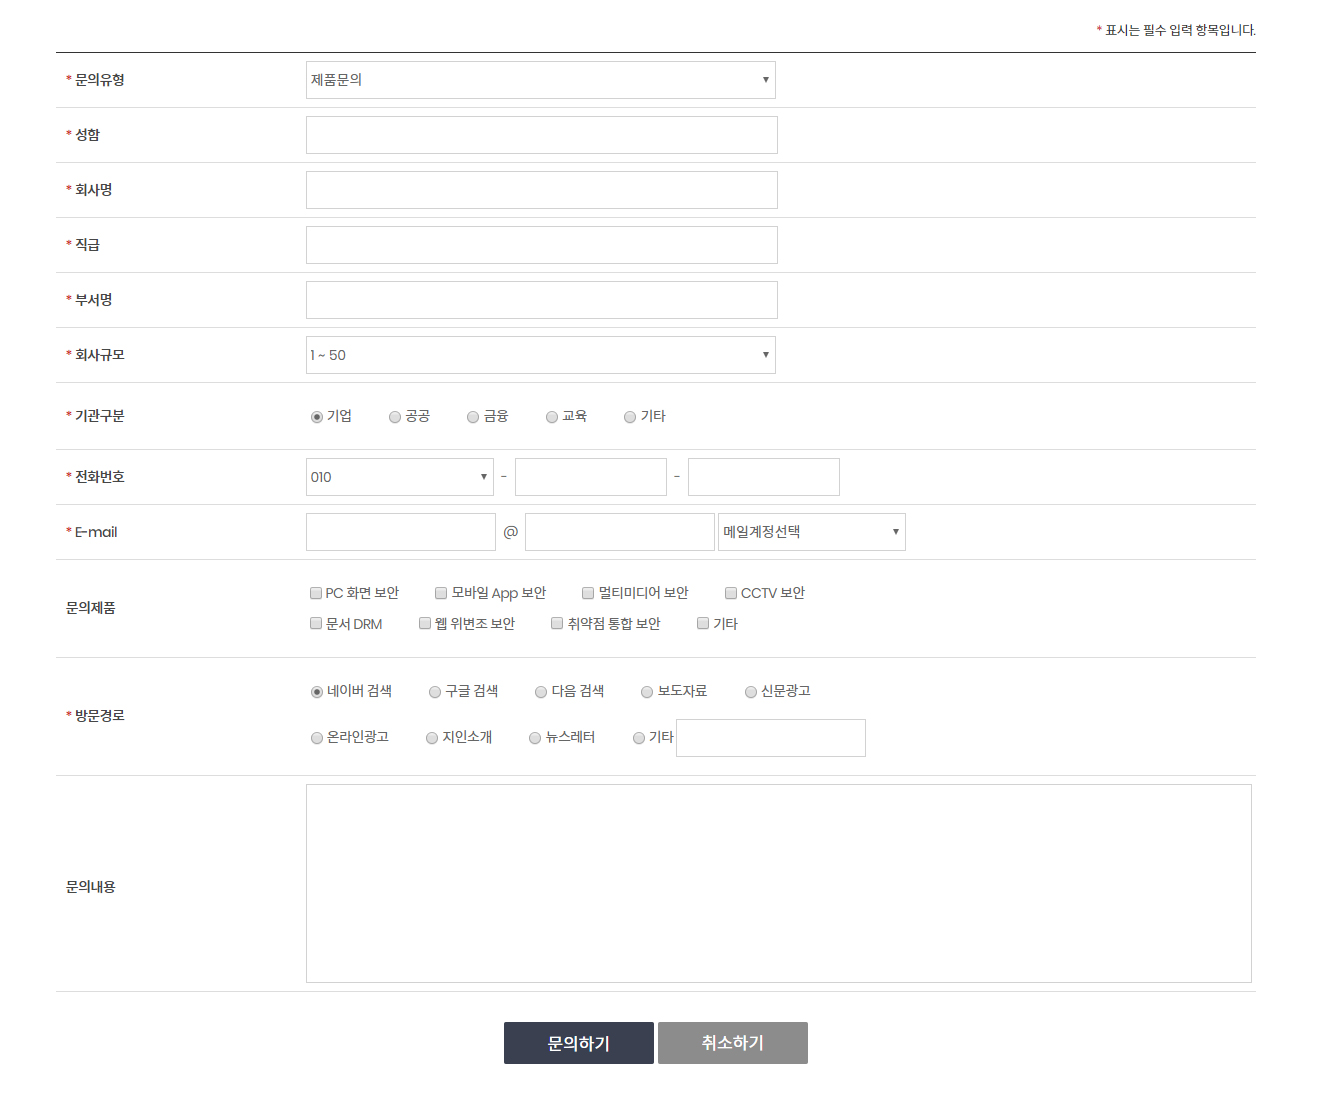 * 표시는 필수 입력 항목입니다.
* 문의유형 제품문의
* 성함
* 회사명
* 직급
* 부서명
* 회사규모 1 ~ 50
* 기관구분 기업 공공 금융 교육 기타
* 전화번호 010 - -
* E-mail @ 메일계정선택
문의제품
PC 화면 보안 모바일 App 보안 멀티미디어 보안 CCTV 보안
문서 DRM 웹 위변조 보안 취약점 통합 보안 기타
* 방문경로
네이버 검색 구글 검색 다음 검색 보도자료 신문광고
온라인광고 지인소개 뉴스레터 기타
문의내용
문의하기 취소하기